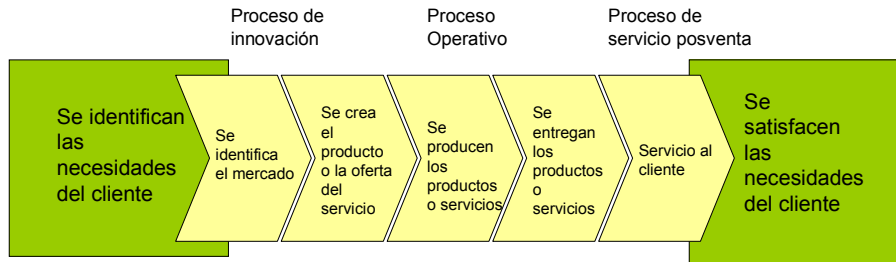 Proceso de
innovación
Proceso
Operativo
Proceso de
servicio posventa
Se identifican
las
necesidades
del cliente
Se
identifica
el mercado
Se crea
el
producto
o la oferta
del
servicio
Se
producen
los
productos
o servicios
Se
entregan
los
productos
o
servicios
Servicio al
cliente
Se
satisfacen
las
necesidades
del cliente